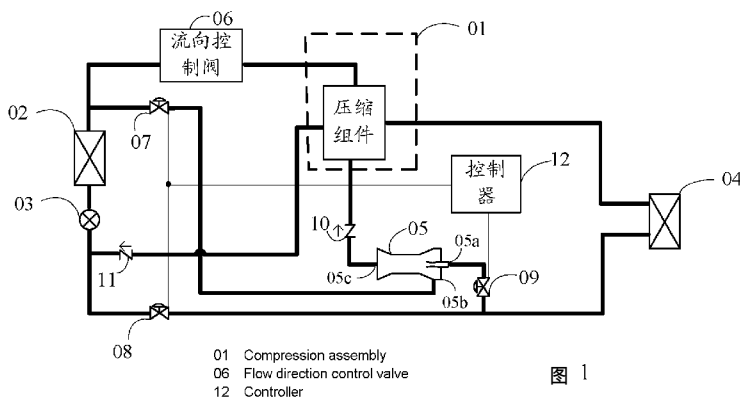 06
01
流向控
制阀
02
07
压缩
组件
控制
器
12
04
03
10
05
05a
05c
05b
09
11
08
01 Compression assembly
06 Flow direction control valve
12 Controller
图 1